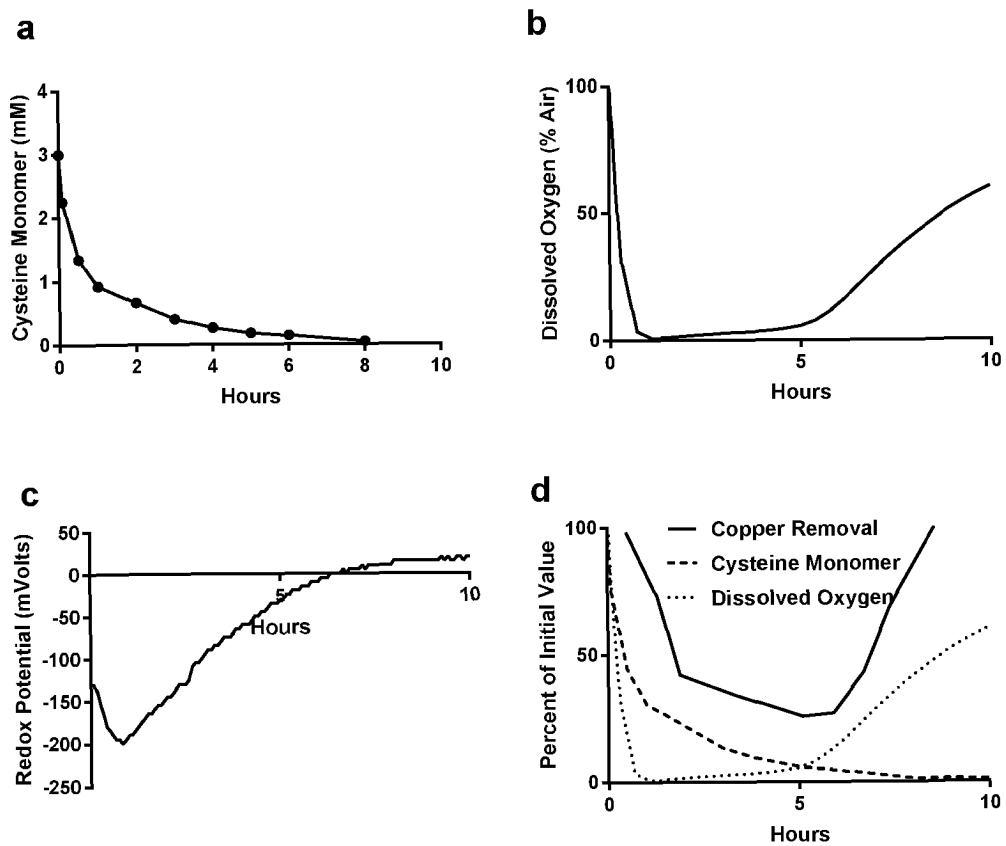 a
Cysteine Monomer (mM)
4
3
2
1
0
0 2 4 6 8 10
Hours
b
Dissolved Oxygen (% Air)
100
50
0
0 5 10
Hours
c
Redox Potential (mVolts)
50
0
-50
-100
-150
-200
-250
5 10
Hours
d
Percent of Initial Value
100
50
0
0 5 10
Hours
Copper Removal
Cysteine Monomer
Dissolved Oxygen